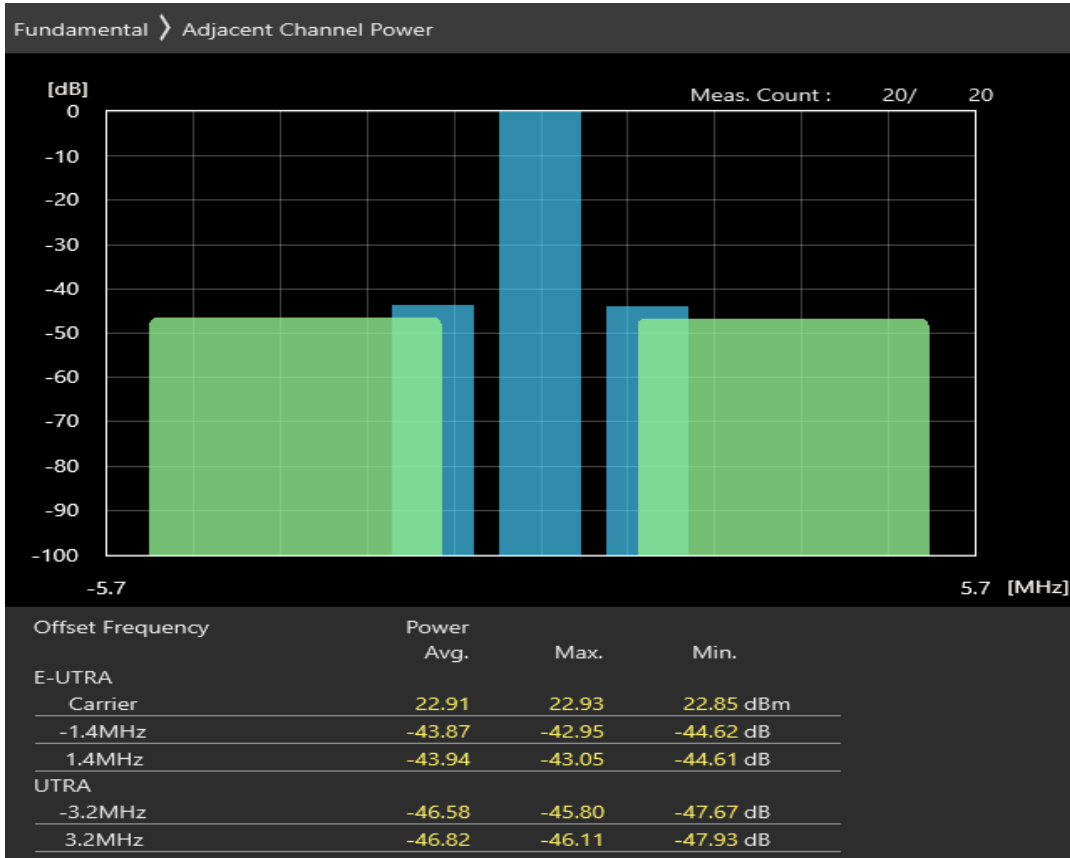 Fundamental 〉 Adjacent Channel Power
[dB]
Meas. Count : 20/ 20
0
-10
-20
-30
-40
-50
-60
-70
-80
-90
-100
-5.7 5.7 [MHz]
Offset Frequency Power
Avg. Max. Min.
E-UTRA
Carrier 22.91 22.93 22.85 dBm
-1.4MHz -43.87 -42.95 -44.62 dB
1.4MHz -43.94 -43.05 -44.61 dB
UTRA
-3.2MHz -46.58 -45.80 -47.67 dB
3.2MHz -46.82 -46.11 -47.93 dB